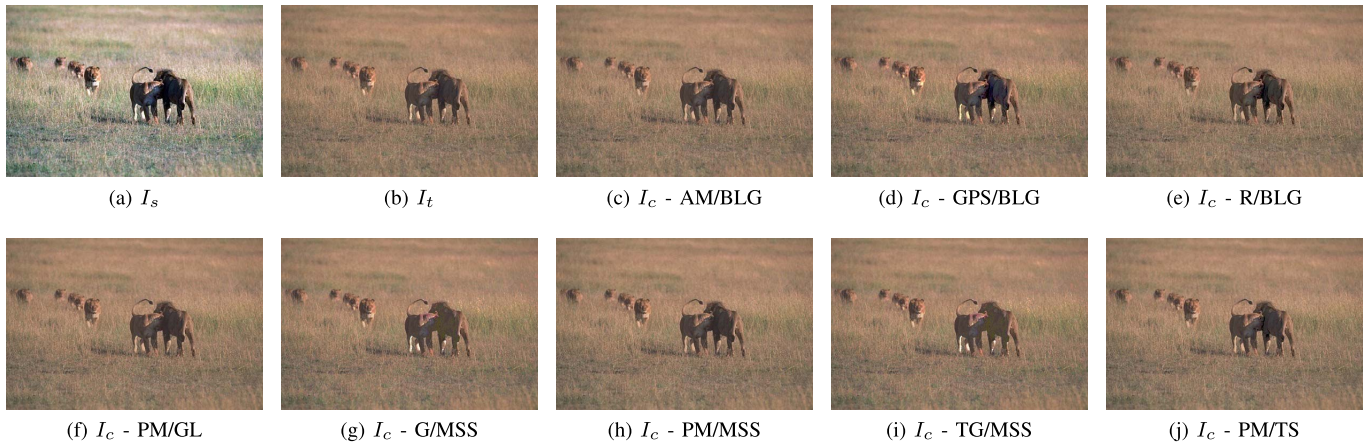 (a) I_s
(b) I_t
(c) I_c - AM/BLG
(d) I_c - GPS/BLG
(e) I_c - R/BLG
(f) I_c - PM/GL
(g) I_c - G/MSS
(h) I_c - PM/MSS
(i) I_c - TG/MSS
(j) I_c - PM/TS